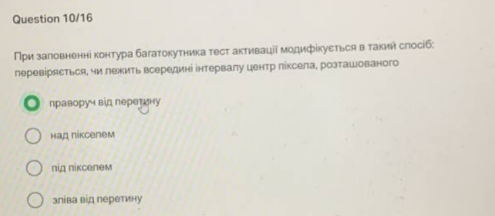 Question 10/16
При заповненні контура багатокутника тест активації модифікується в такий спосіб:
перевіряється, чи лежить всередині інтервалу центр піксела, розташованого
праворуч від перетину
над пікселем
під пікселем
зліва від перетину